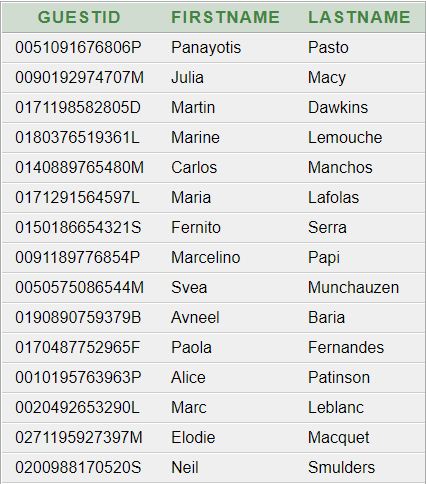 GUESTID FIRSTNAME LASTNAME
0051091676806P Panayotis Pasto
0090192974707M Julia Macy
0171198582805D Martin Dawkins
0180376519361L Marine Lemouche
0140889765480M Carlos Manchos
0171291564597L Maria Lafolas
0150186654321S Fernito Serra
0091189776854P Marcelino Papi
0050575086544M Svea Munchauzen
0190890759379B Avneel Baria
0170487752965F Paola Fernandes
0010195763963P Alice Patinson
0020492653290L Marc Leblanc
0271195927397M Elodie Macquet
0200988170520S Neil Smulders